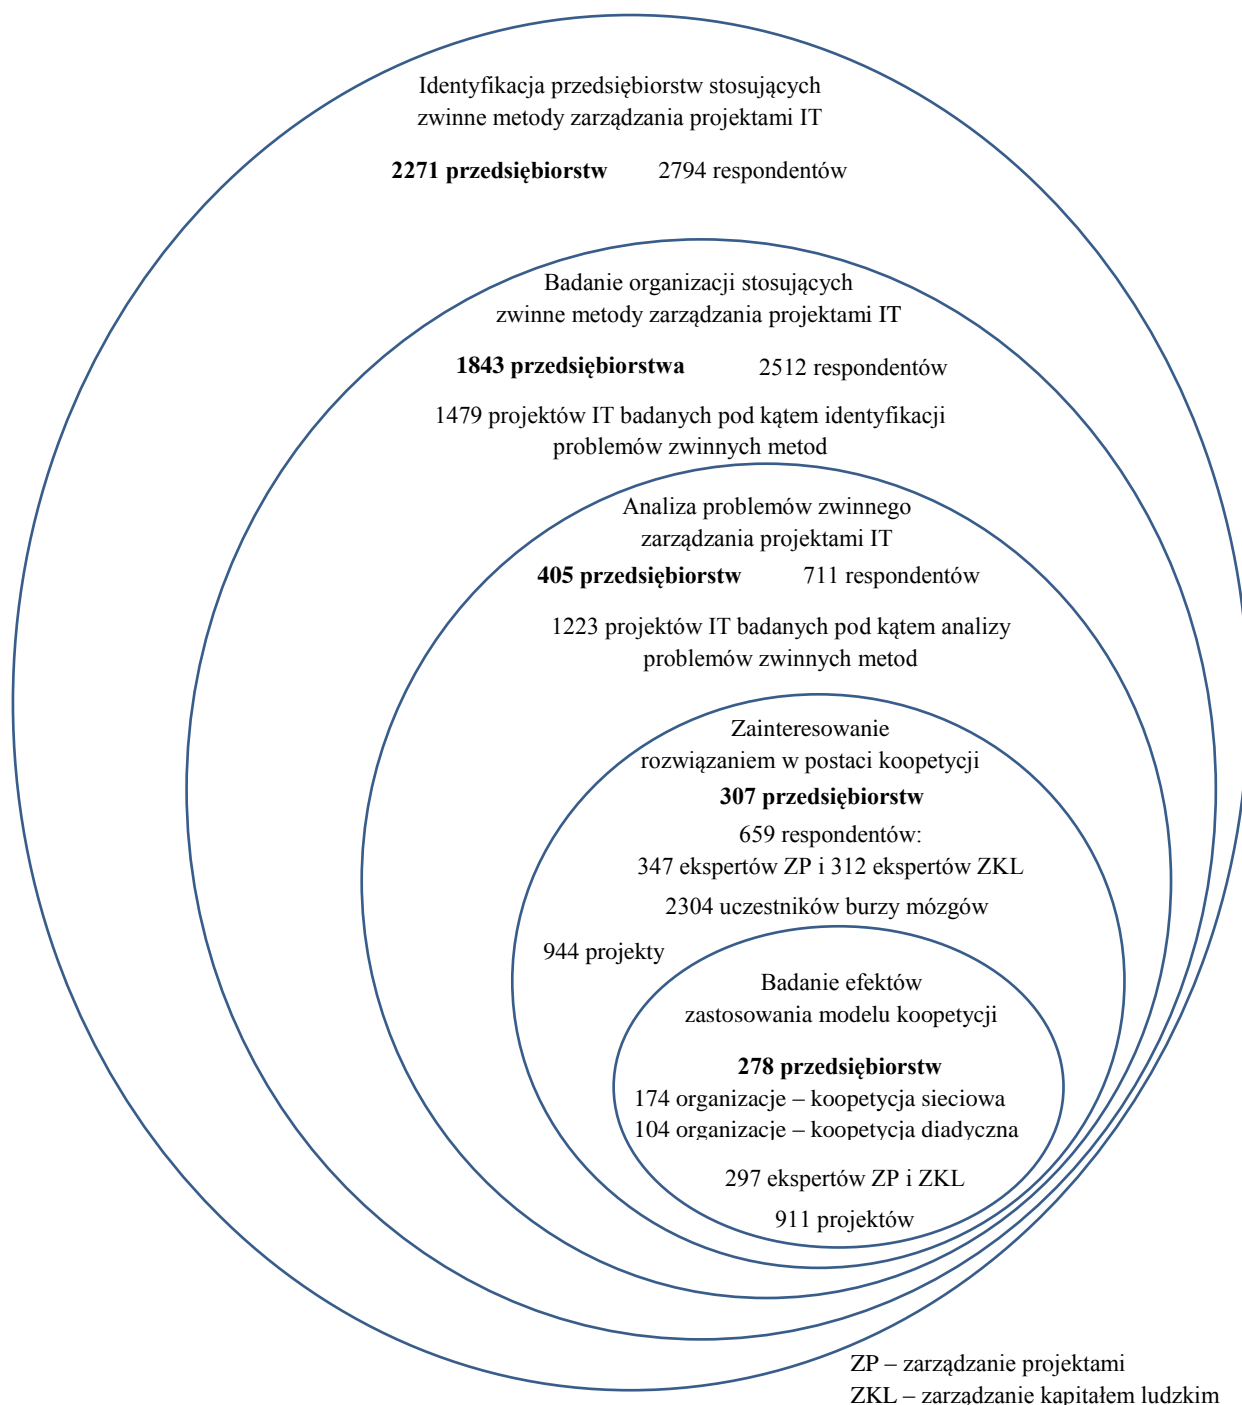 Identyfikacja przedsiębiorstw stosujących
zwinne metody zarządzania projektami IT
2271 przedsiębiorstw 2794 respondentów
Badanie organizacji stosujących
zwinne metody zarządzania projektami IT
1843 przedsiębiorstwa 2512 respondentów
1479 projektów IT badanych pod kątem identyfikacji
problemów zwinnych metod
Analiza problemów zwinnego
zarządzania projektami IT
405 przedsiębiorstw 711 respondentów
1223 projektów IT badanych pod kątem analizy
problemów zwinnych metod
Zainteresowanie
rozwiązaniem w postaci koopetycji
307 przedsiębiorstw
659 respondentów:
347 ekspertów ZP i 312 ekspertów ZKL
2304 uczestników burzy mózgów
944 projekty
Badanie efektów
zastosowania modelu koopetycji
278 przedsiębiorstw
174 organizacje – koopetycja sieciowa
104 organizacje – koopetycja diadyczna
297 ekspertów ZP i ZKL
911 projektów
ZP – zarządzanie projektami
ZKL – zarządzanie kapitałem ludzkim